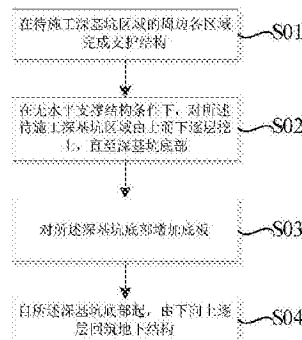 在待施工深基坑区域的周边各区域
完成支护结构
S01
在无水平支撑结构条件下，对所述
待施工深基坑区域由上而下逐层挖
土，直至深基坑底部
S02
对所述深基坑底部增加底板
S03
自所述深基坑底部起，由下向上逐
层回筑地下结构
S04